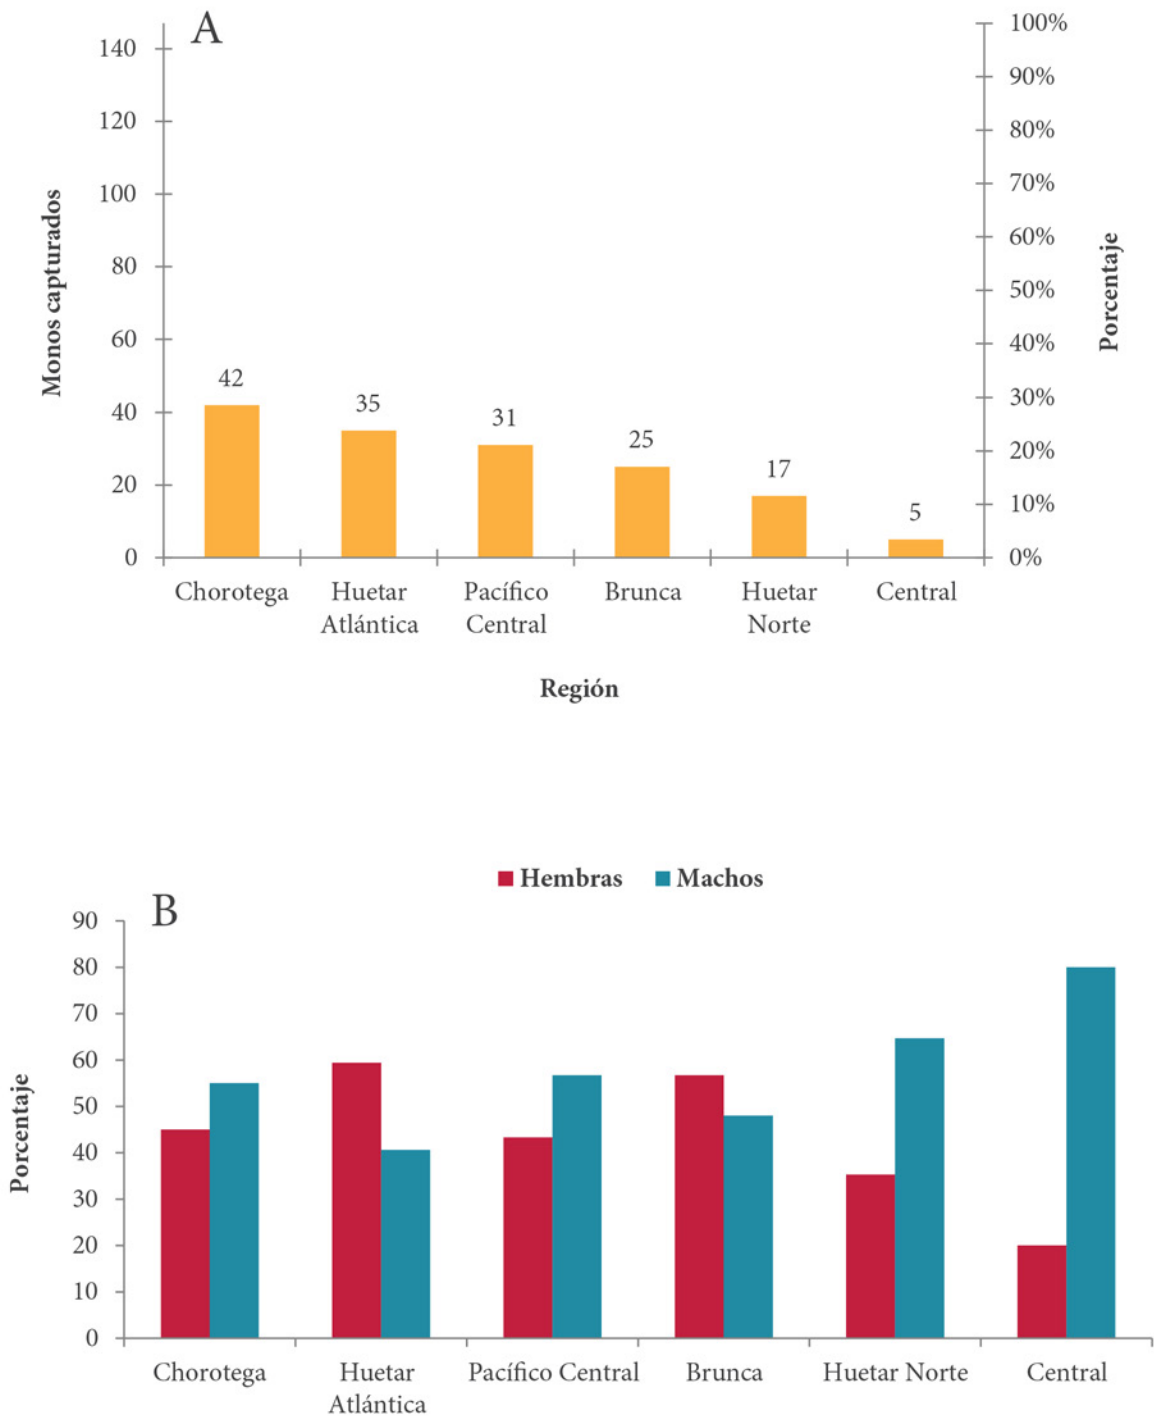 A
140
120
100
80
60
40
20
0
Monos capturados
100%
90%
80%
70%
60%
50%
40%
30%
20%
10%
0%
Porcentaje
42
35
31
25
17
5
Chorotega
Huetar
Atlántica
Pacífico
Central
Brunca
Huetar
Norte
Central
Región
Hembras Machos
B
90
80
70
60
50
40
30
20
10
0
Porcentaje
Chorotega
Huetar
Atlántica
Pacífico Central
Brunca
Huetar Norte
Central